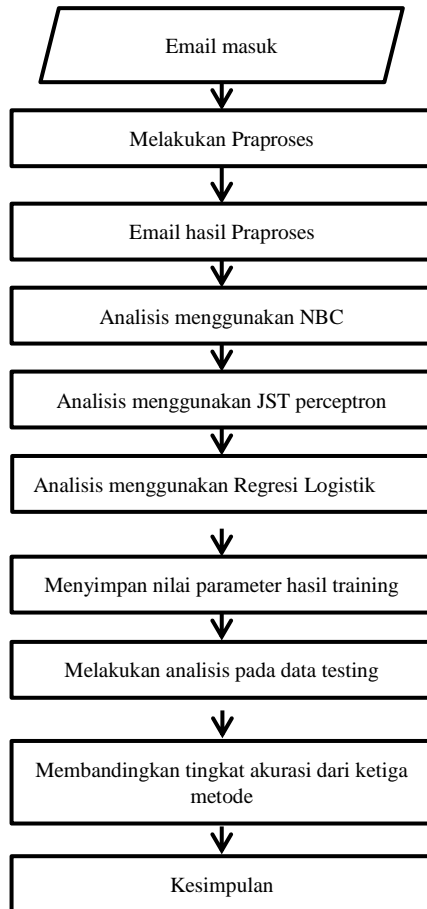 Email masuk
Melakukan Praproses
Email hasil Praproses
Analisis menggunakan NBC
Analisis menggunakan JST perceptron
Analisis menggunakan Regresi Logistik
Menyimpan nilai parameter hasil training
Melakukan analisis pada data testing
Membandingkan tingkat akurasi dari ketiga
metode
Kesimpulan